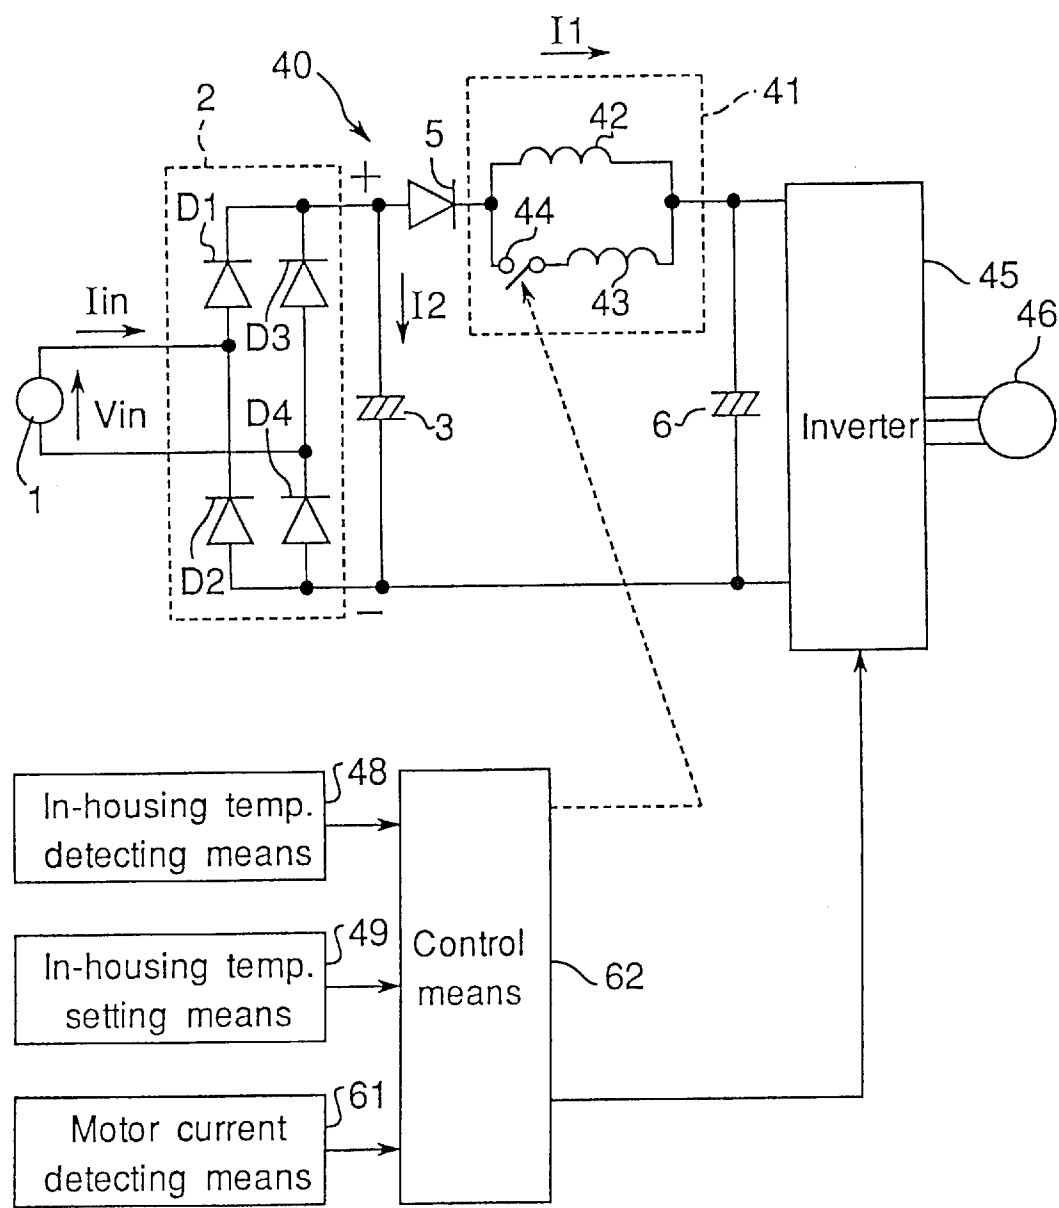 I1
40
41
2
42
5
+
D1
44
Iin
D3
I2
43
45
46
Vin
D4
3
6
Inverter
1
D2
−
48
In-housing temp.
detecting means
49
In-housing temp.
setting means
Control
means
62
61
Motor current
detecting means